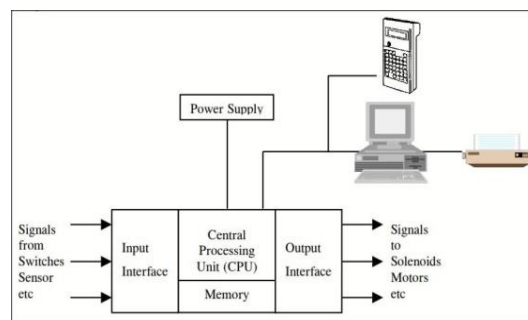 Power Supply
Signals
from
Switches
Sensor
etc
Input
Interface
Central
Processing
Unit (CPU)
Memory
Output
Interface
Signals
to
Solenoids
Motors
etc